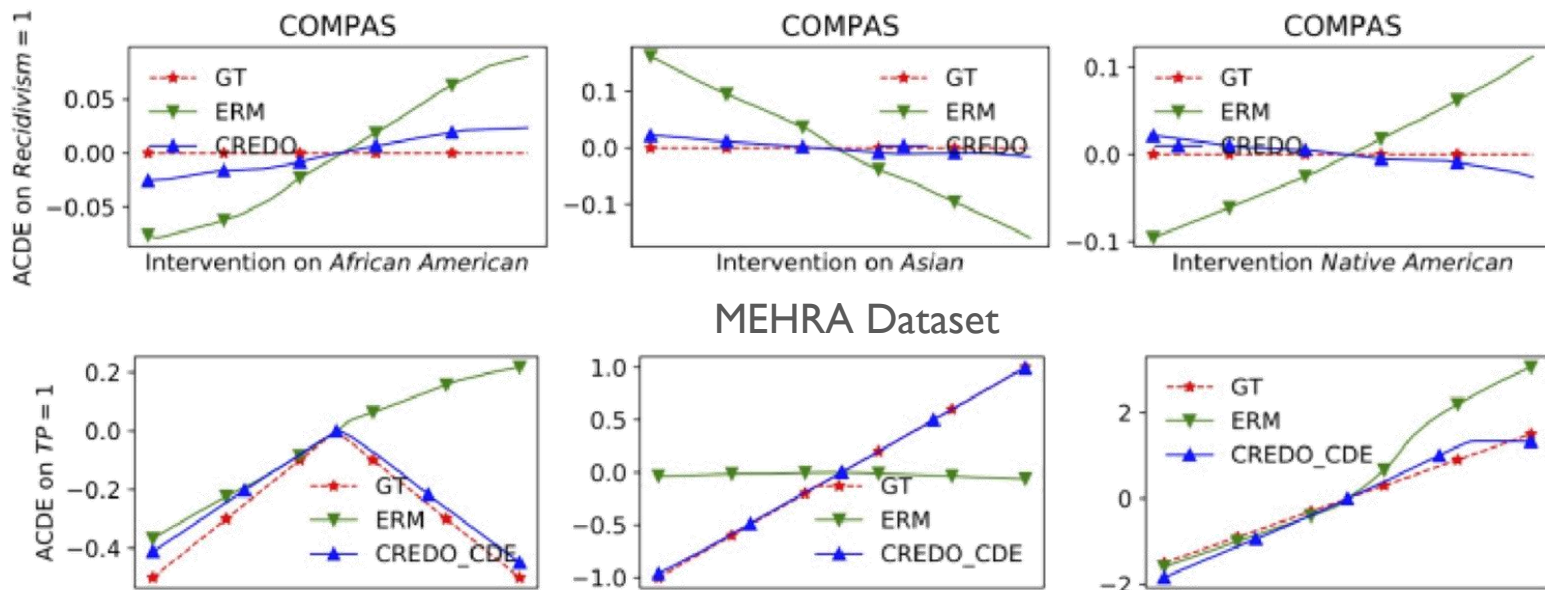 COMPAS
COMPAS
COMPAS
ACDE on Recidivism = 1
0.05
0.00
−0.05
GT
ERM
CREDO
Intervention on African American
0.1
0.0
−0.1
GT
ERM
CREDO
Intervention on Asian
0.1
0.0
−0.1
GT
ERM
CREDO
Intervention Native American
MEHRA Dataset
ACDE on TP = 1
0.2
0.0
−0.2
−0.4
GT
ERM
CREDO_CDE
1.0
0.5
0.0
−0.5
−1.0
GT
ERM
CREDO_CDE
2
0
−2
GT
ERM
CREDO_CDE